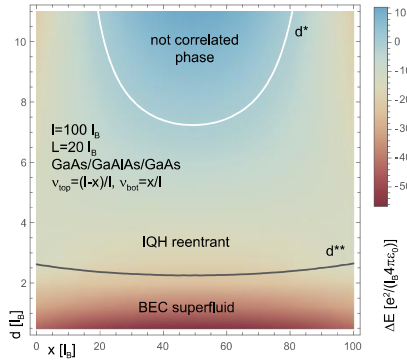 10
8
6
4
2
d [l_B]
0
20
40
60
80
100
x [l_B]
not correlated
phase
d*
l=100 l_B
L=20 l_B
GaAs/GaAlAs/GaAs
ν_top=(l-x)/l, ν_bot=x/l
IQH reentrant
d**
BEC superfluid
10
0
-10
-20
-30
-40
-50
ΔE [e²/(l_B4πε₀)]